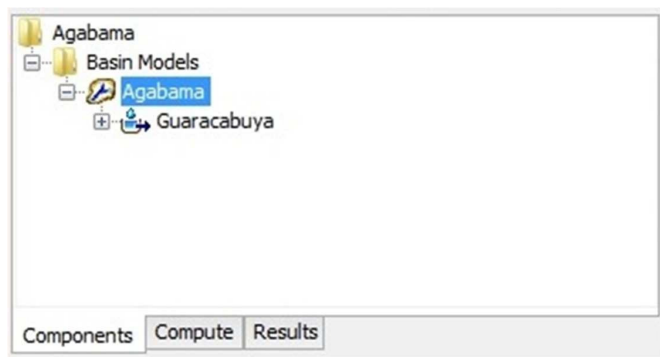 Agabama
Basin Models
Agabama
Guaracabuya
Components Compute Results